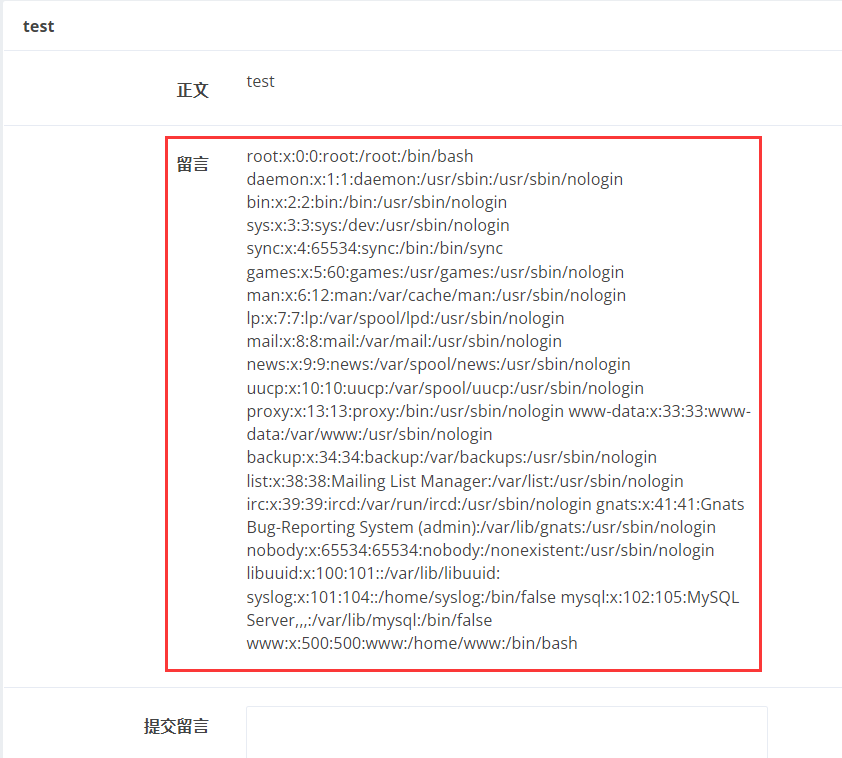 test
正文
test
留言
root:x:0:0:root:/root:/bin/bash
daemon:x:1:1:daemon:/usr/sbin:/usr/sbin/nologin
bin:x:2:2:bin:/bin:/usr/sbin/nologin
sys:x:3:3:sys:/dev:/usr/sbin/nologin
sync:x:4:65534:sync:/bin:/bin/sync
games:x:5:60:games:/usr/games:/usr/sbin/nologin
man:x:6:12:man:/var/cache/man:/usr/sbin/nologin
lp:x:7:7:lp:/var/spool/lpd:/usr/sbin/nologin
mail:x:8:8:mail:/var/mail:/usr/sbin/nologin
news:x:9:9:news:/var/spool/news:/usr/sbin/nologin
uucp:x:10:10:uucp:/var/spool/uucp:/usr/sbin/nologin
proxy:x:13:13:proxy:/bin:/usr/sbin/nologin www-data:x:33:33:www-
data:/var/www:/usr/sbin/nologin
backup:x:34:34:backup:/var/backups:/usr/sbin/nologin
list:x:38:38:Mailing List Manager:/var/list:/usr/sbin/nologin
irc:x:39:39:ircd:/var/run/ircd:/usr/sbin/nologin gnats:x:41:41:Gnats
Bug-Reporting System (admin):/var/lib/gnats:/usr/sbin/nologin
nobody:x:65534:65534:nobody:/nonexistent:/usr/sbin/nologin
libuuid:x:100:101::/var/lib/libuuid:
syslog:x:101:104::/home/syslog:/bin/false mysql:x:102:105:MySQL
Server,,,:/var/lib/mysql:/bin/false
www:x:500:500:www:/home/www:/bin/bash
提交留言